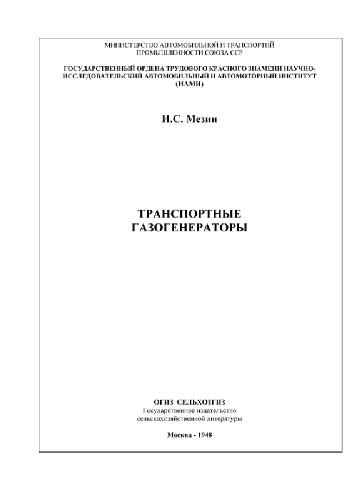 МИНИСТЕРСТВО АВТОМОБИЛЬНОЙ И ТРАНСПОРТНЙ
ПРОМЫШЛЕННОСТИ СОЮЗА ССР
ГОСУДАРСТВЕННЫЙ ОРДЕНА ТРУДОВОГО КРАСНОГО ЗНАМЕНИ НАУЧНО-
ИССЛЕДОВАТЕЛЬСКИЙ АВТОМОБИЛЬНЫЙ И АВТОМОТОРНЫЙ ИНСТИТУТ
(НАМИ)
И.С. Мезин
ТРАНСПОРТНЫЕ
ГАЗОГЕНЕРАТОРЫ
ОГИЗ СЕЛЬХОЗГИЗ
Государственное издательство
сельскохозяйственной литературы
Москва - 1948